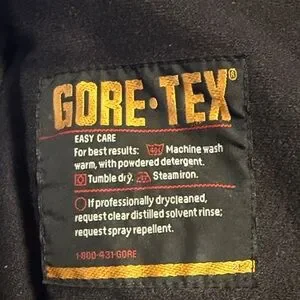 GORE·TEX®
EASY CARE
For best results: Machine wash
warm, with powdered detergent.
Tumble dry. Steam iron.
If professionally drycleaned,
request clear distilled solvent rinse;
request spray repellent.
1-800-431-GORE